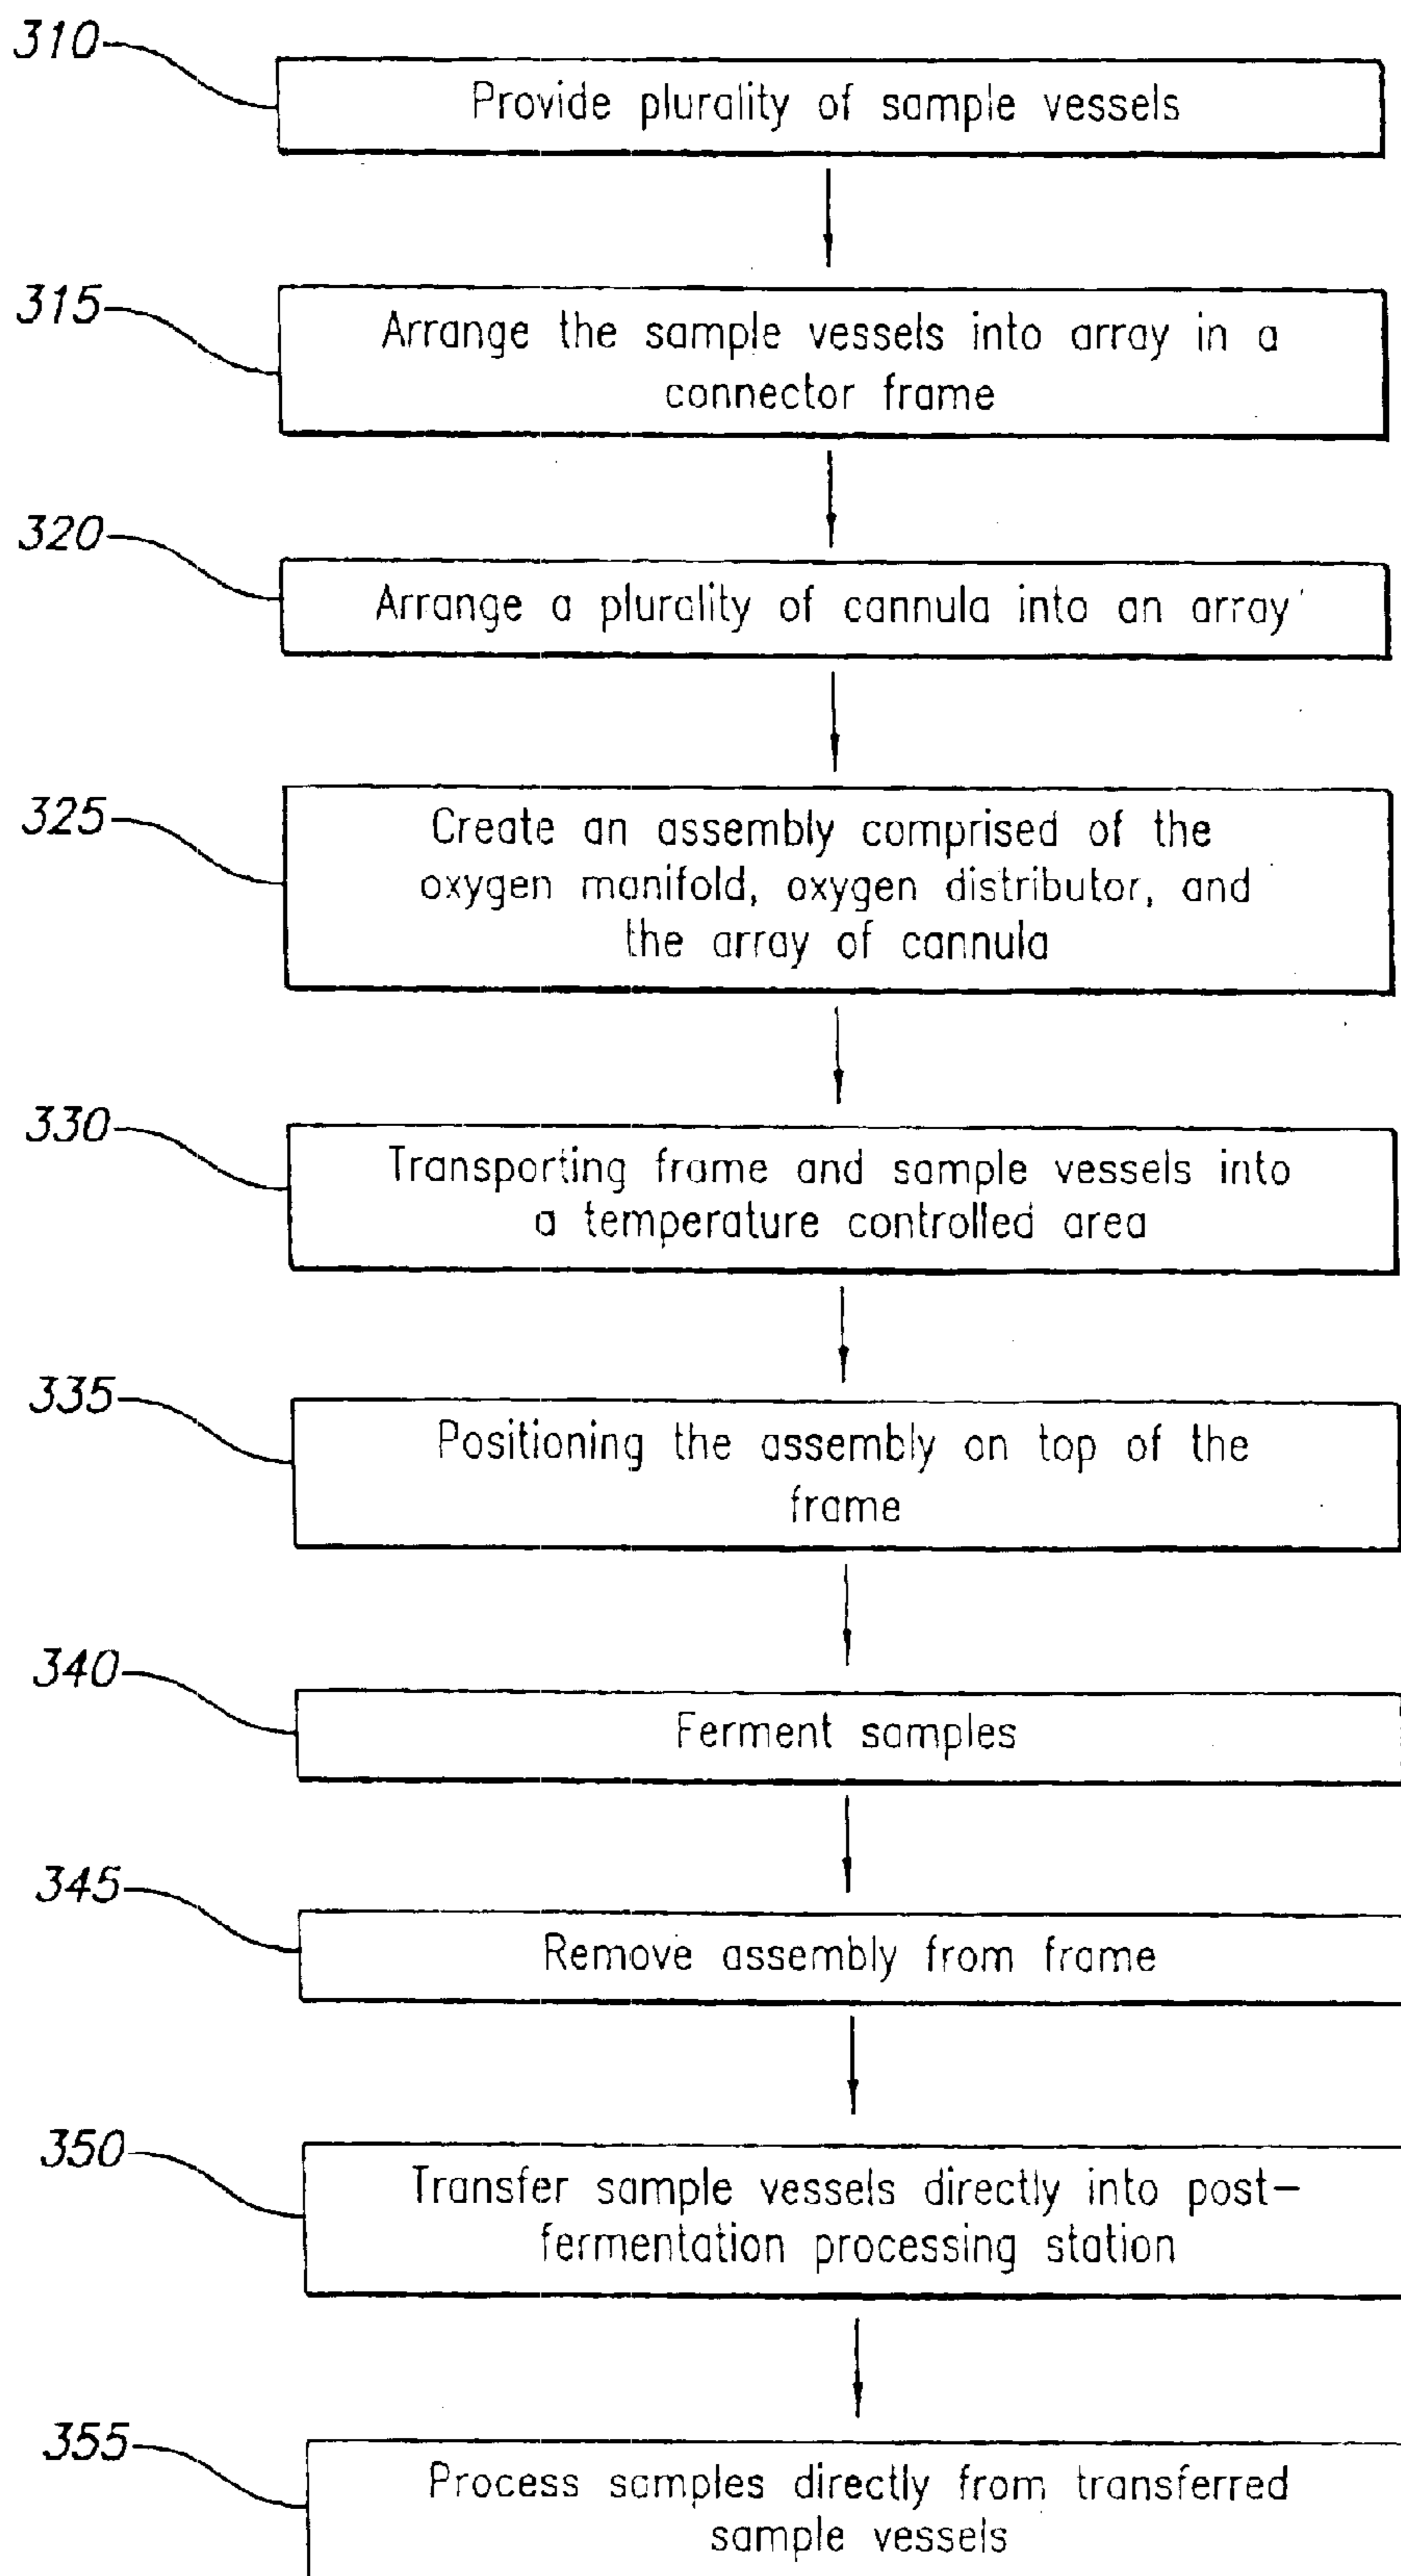 310
Provide plurality of sample vessels
315
Arrange the sample vessels into array in a
connector frame
320
Arrange a plurality of cannula into an array
325
Create an assembly comprised of the
oxygen manifold, oxygen distributor, and
the array of cannula
330
Transporting frame and sample vessels into
a temperature controlled area
335
Positioning the assembly on top of the
frame
340
Ferment samples
345
Remove assembly from frame
350
Transfer sample vessels directly into post-
fermentation processing station
355
Process samples directly from transferred
sample vessels